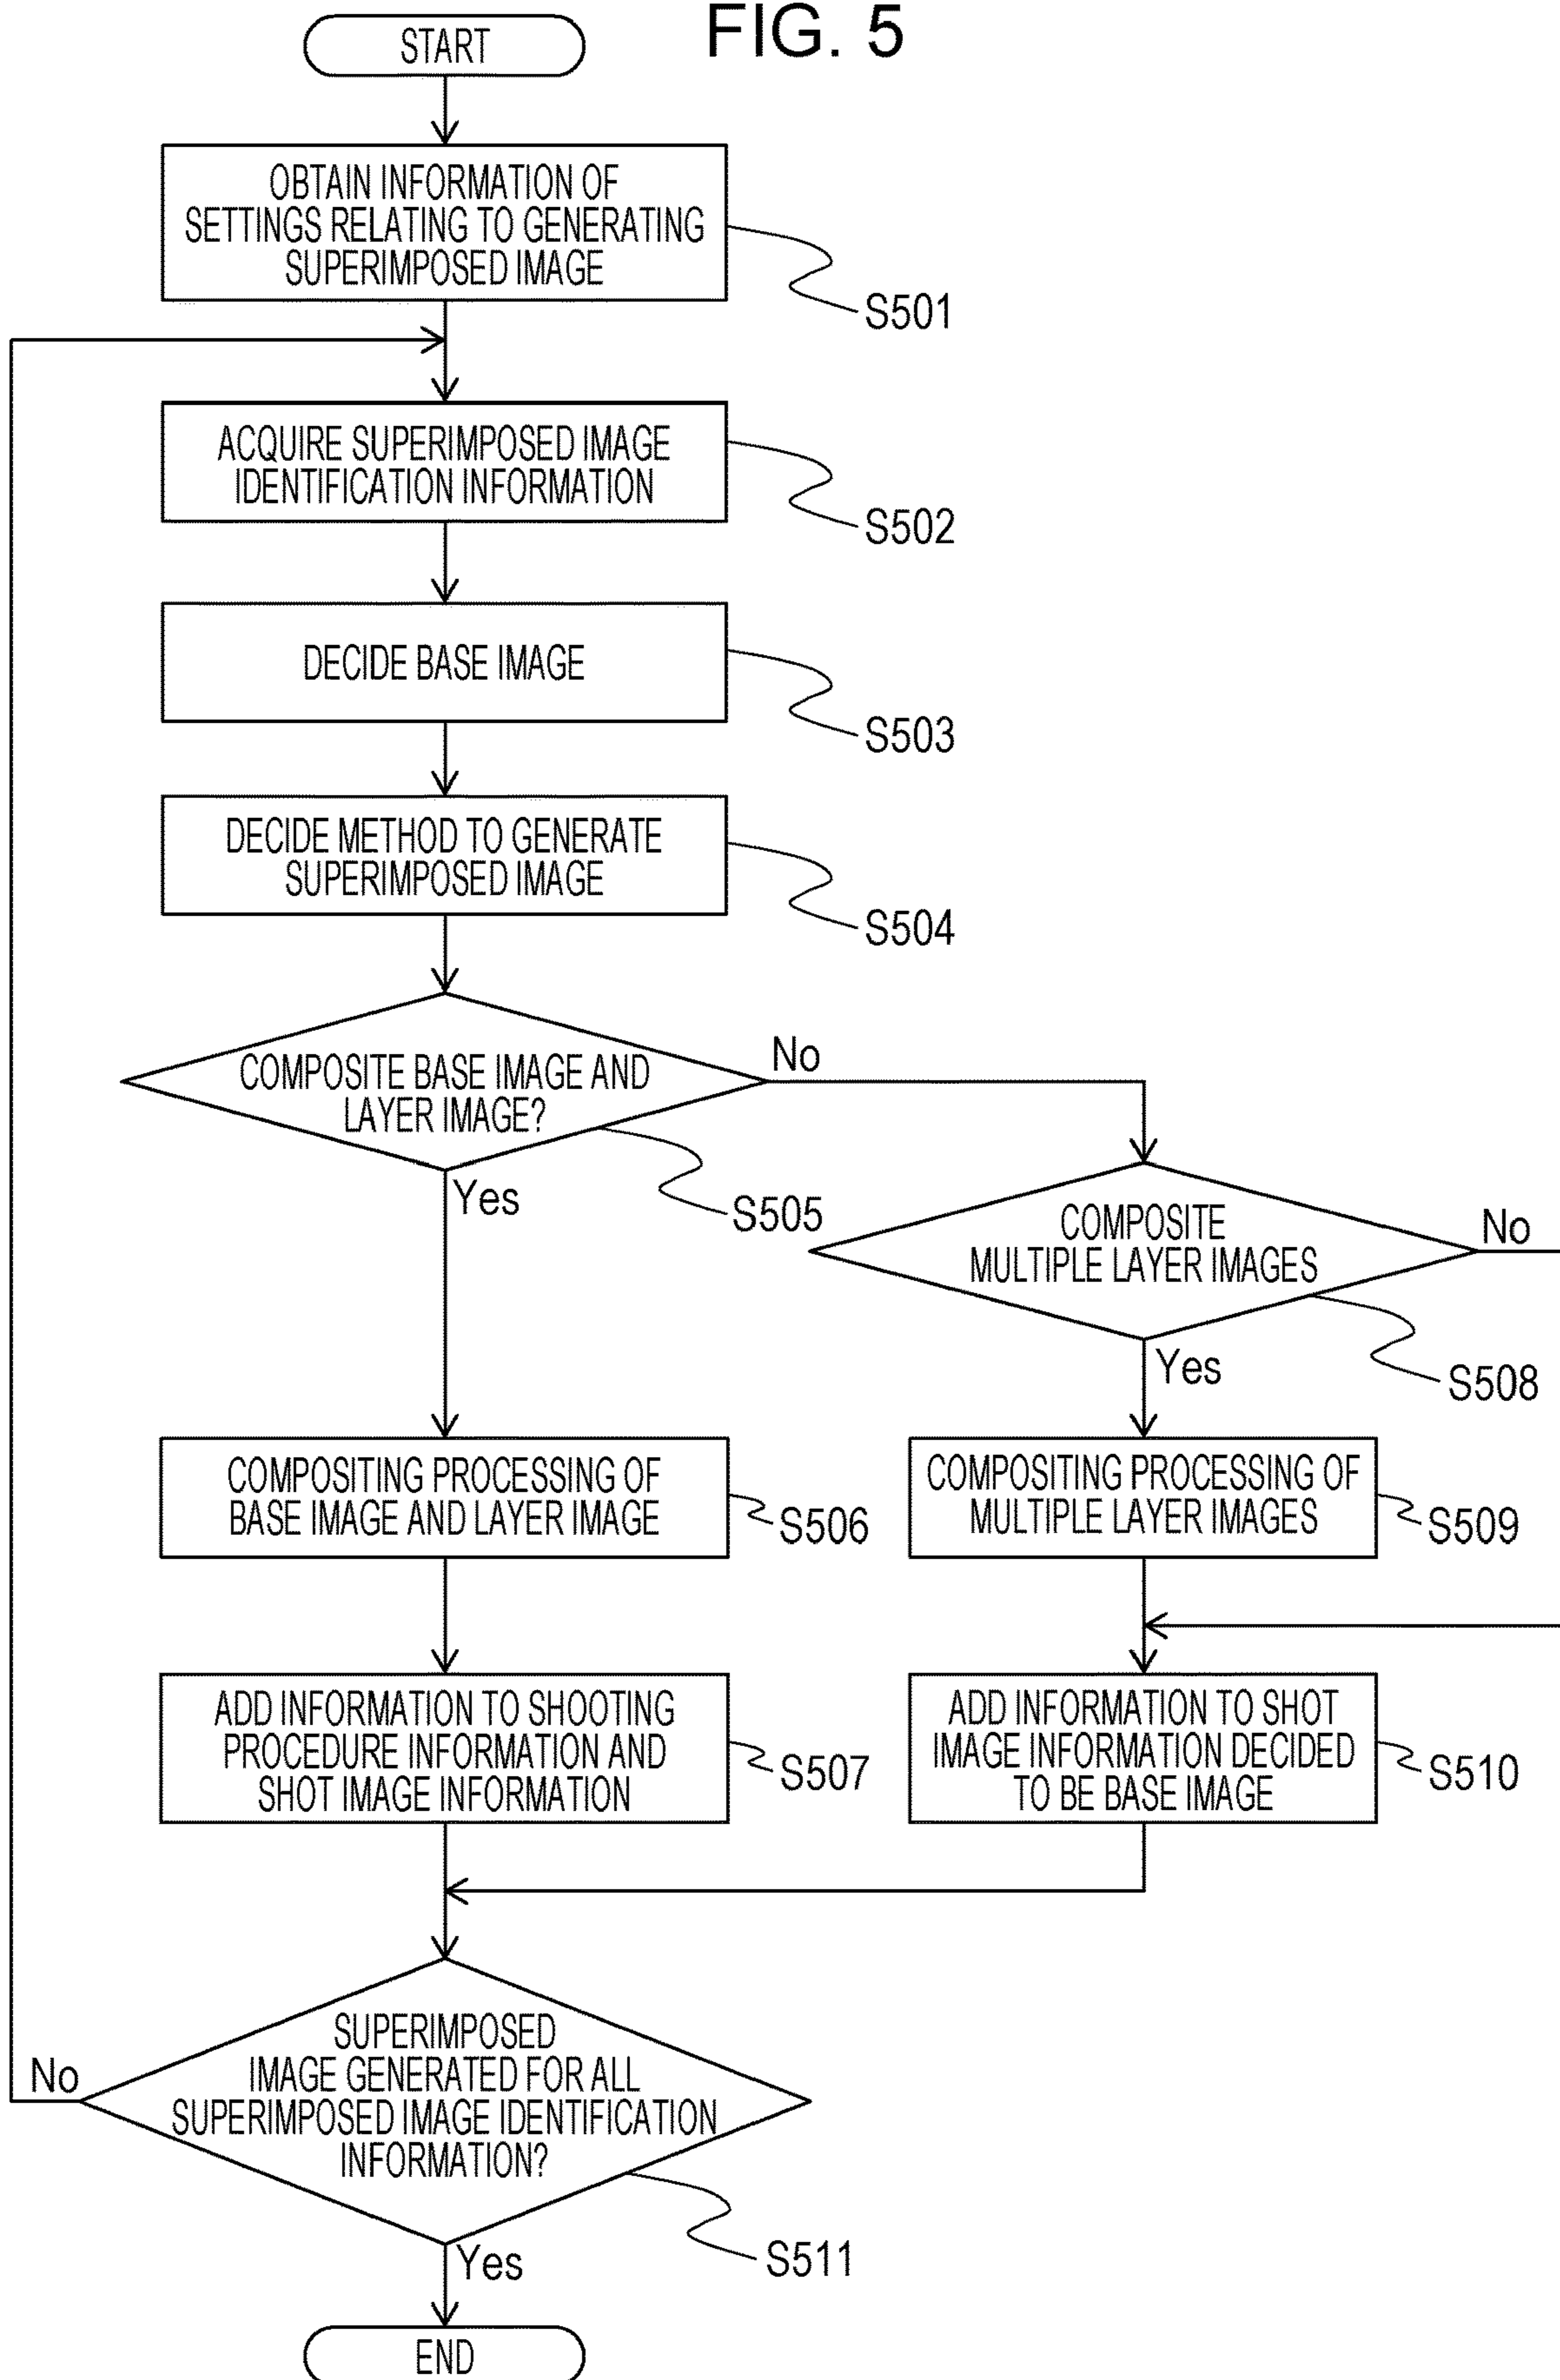 FIG. 5
START
OBTAIN INFORMATION OF
SETTINGS RELATING TO GENERATING
SUPERIMPOSED IMAGE
S501
ACQUIRE SUPERIMPOSED IMAGE
IDENTIFICATION INFORMATION
S502
DECIDE BASE IMAGE
S503
DECIDE METHOD TO GENERATE
SUPERIMPOSED IMAGE
S504
COMPOSITE BASE IMAGE AND
LAYER IMAGE?
No
Yes
S505
COMPOSITE
MULTIPLE LAYER IMAGES
No
Yes
S508
COMPOSITING PROCESSING OF
BASE IMAGE AND LAYER IMAGE
S506
COMPOSITING PROCESSING OF
MULTIPLE LAYER IMAGES
S509
ADD INFORMATION TO SHOOTING
PROCEDURE INFORMATION AND
SHOT IMAGE INFORMATION
S507
ADD INFORMATION TO SHOT
IMAGE INFORMATION DECIDED
TO BE BASE IMAGE
S510
SUPERIMPOSED
IMAGE GENERATED FOR ALL
SUPERIMPOSED IMAGE IDENTIFICATION
INFORMATION?
No
S511
Yes
END